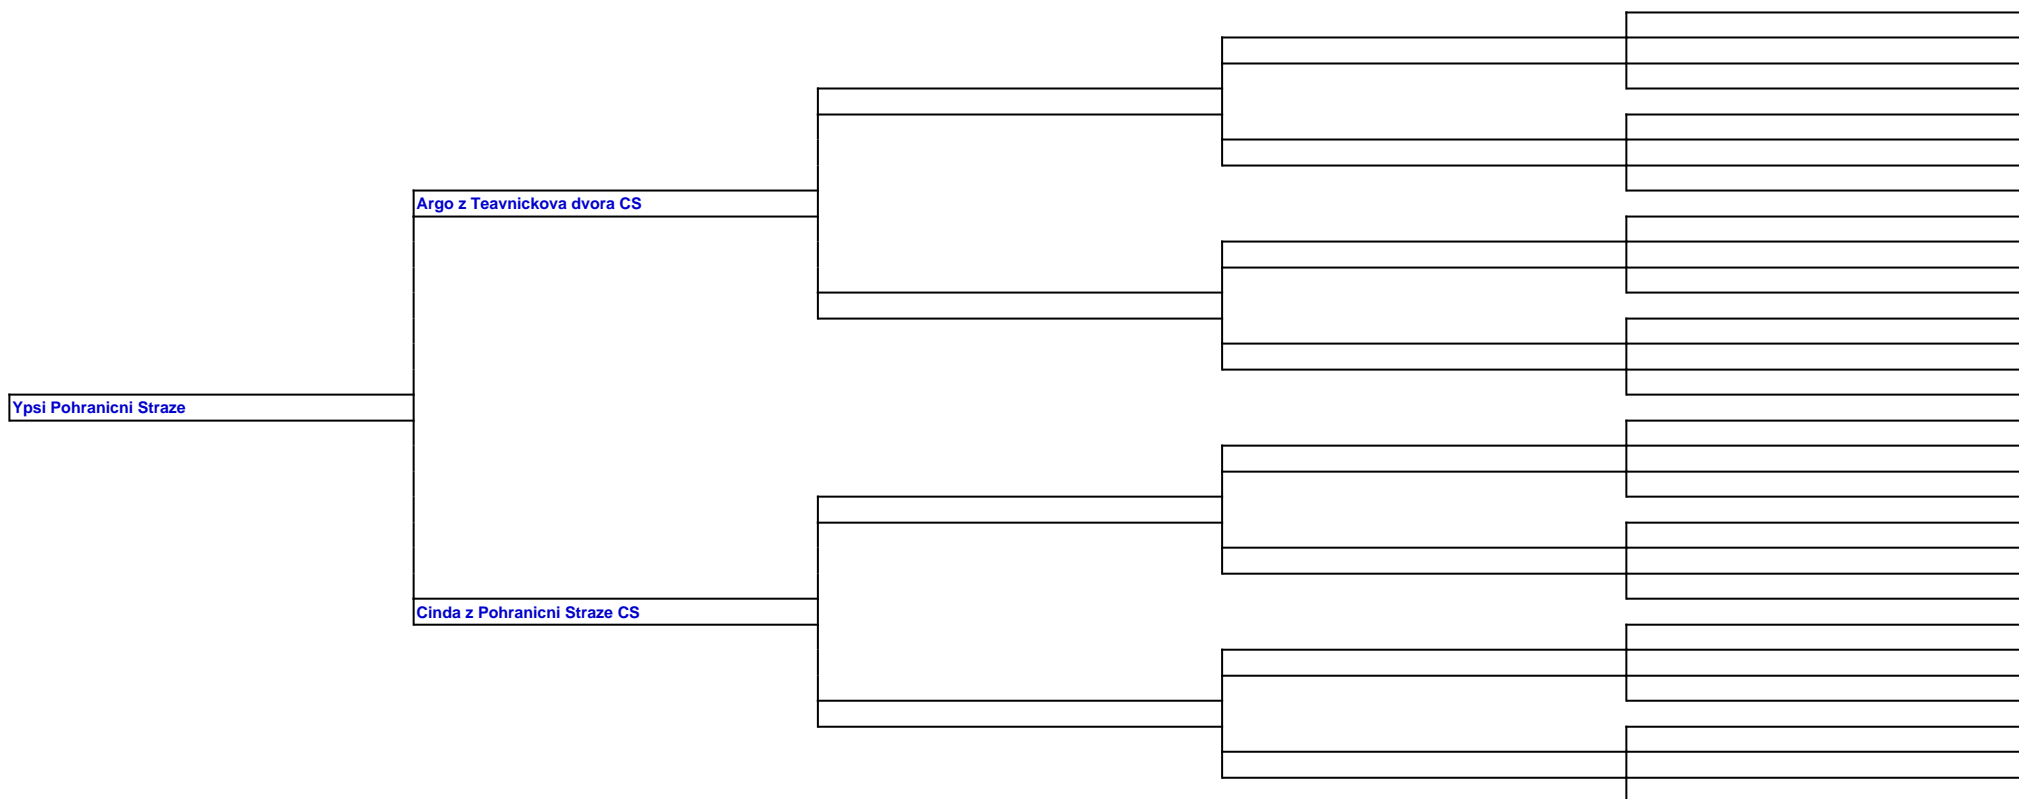 Argo z Teavnickova dvora CS
Ypsi Pohranicni Straze
Cinda z Pohranicni Straze CS